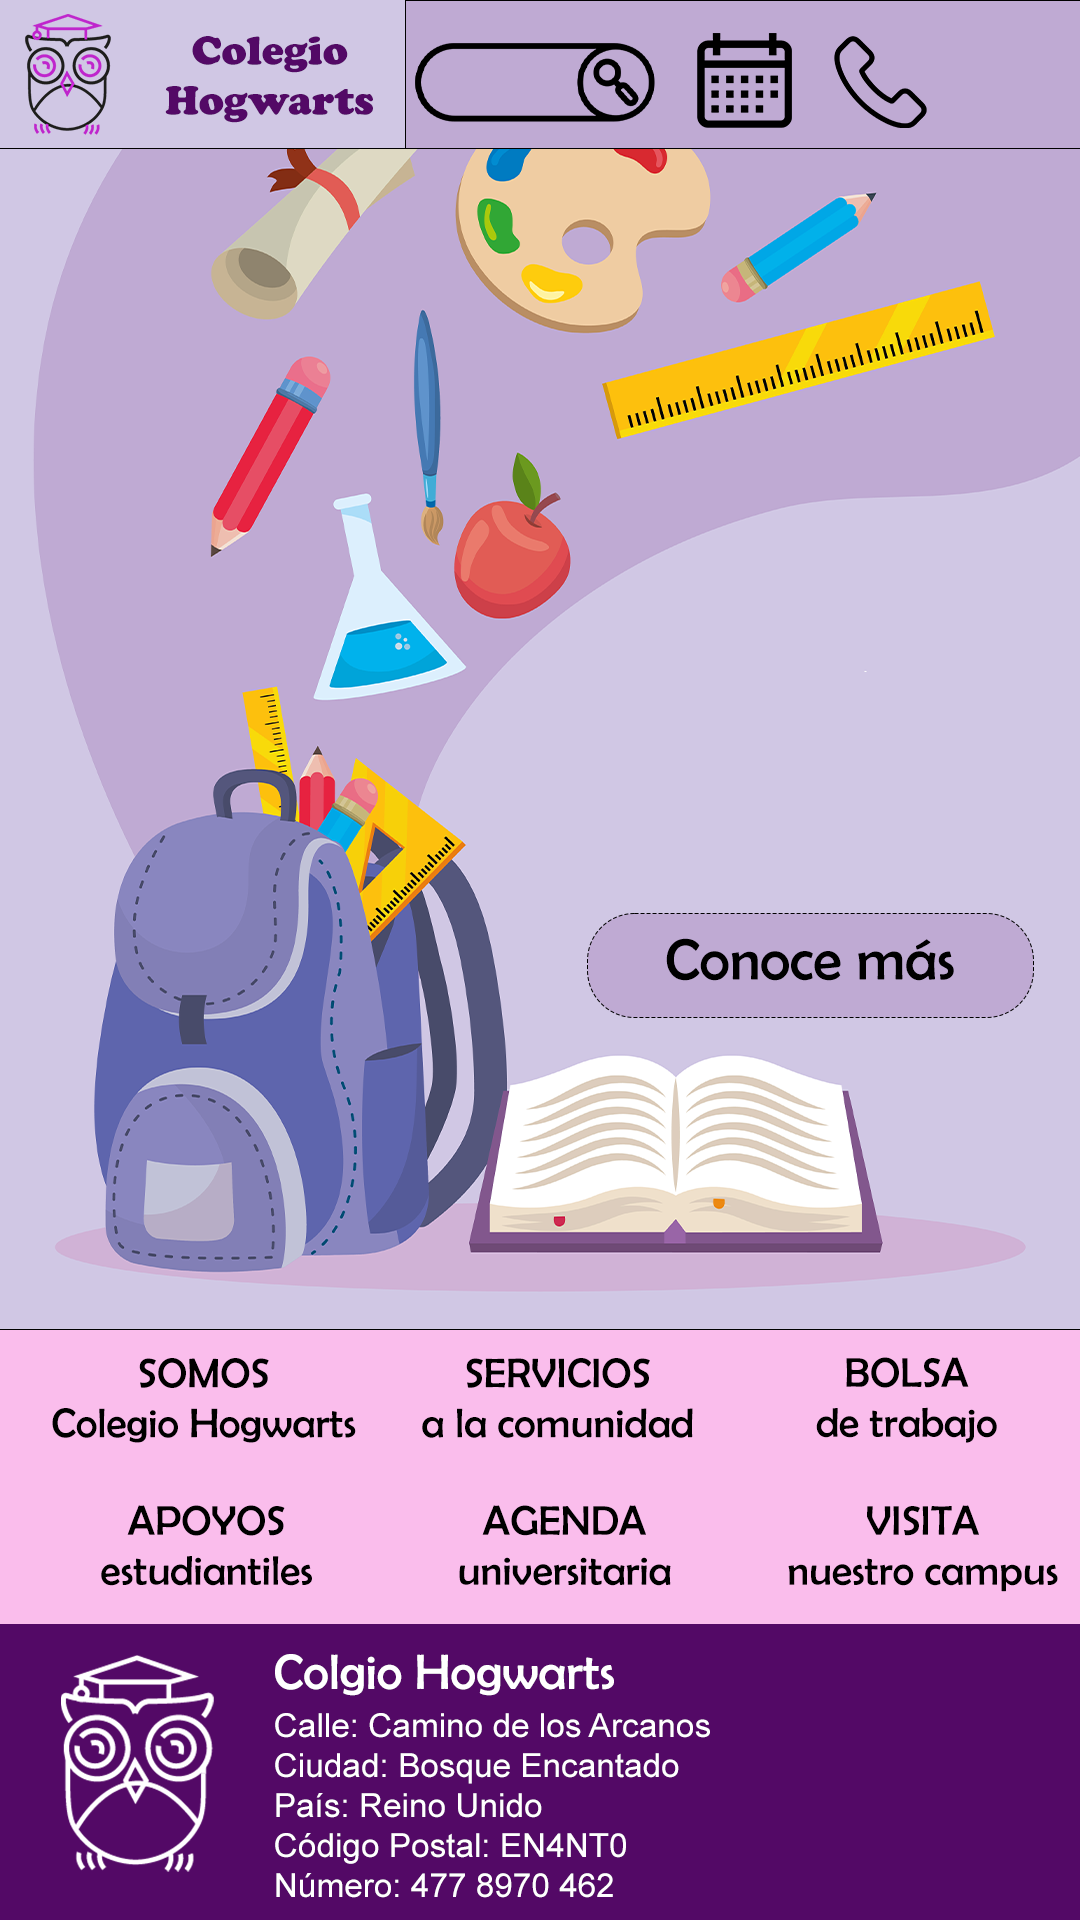 Colegio
Hogwarts
Conoce más
SOMOS
Colegio Hogwarts
SERVICIOS
a la comunidad
BOLSA
de trabajo
APOYOS
estudiantiles
AGENDA
universitaria
VISITA
nuestro campus
Colgio Hogwarts
Calle: Camino de los Arcanos
Ciudad: Bosque Encantado
País: Reino Unido
Código Postal: EN4NT0
Número: 477 8970 462